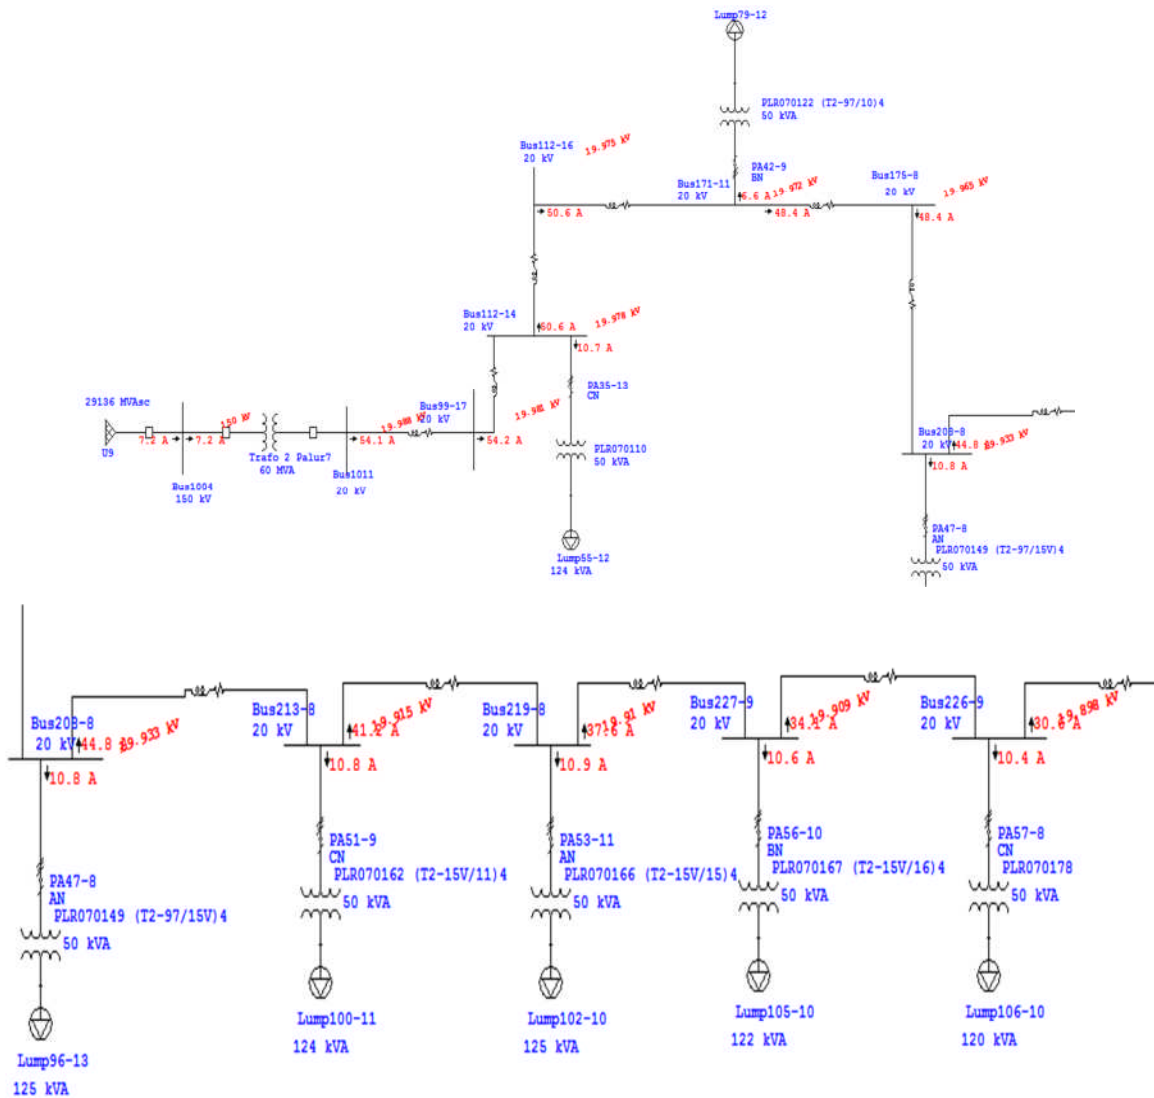 Lump79-12
PLR070122 (T2-97/10)4
50 kVA
PA42-9
BN
Bus112-16
20 kV
19.975 kV
50.6 A
Bus171-11
20 kV
6.6 A
19.972 kV
48.4 A
Bus175-8
20 kV
19.965 kV
48.4 A
Bus112-14
20 kV
50.6 A
19.978 kV
10.7 A
PA35-13
CN
PLR070110
50 kVA
Lump55-12
124 kVA
29136 MVAsc
U9
7.2 A
7.2 A
150 kV
Bus1004
150 kV
Trafo 2 Palur7
60 MVA
Bus1011
20 kV
19.988 kV
54.1 A
Bus99-17
20 kV
19.981 kV
54.2 A
Bus208-8
20 kV
44.8
19.933 kV
10.8 A
PA47-8
AN
PLR070149 (T2-97/15V)4
50 kVA
Bus208-8
20 kV
44.8
19.933 kV
10.8 A
PA47-8
AN
PLR070149 (T2-97/15V)4
50 kVA
Lump96-13
125 kVA
Bus213-8
20 kV
41.2 A
19.915 kV
10.8 A
PA51-9
CN
PLR070162 (T2-15V/11)4
50 kVA
Lump100-11
124 kVA
Bus219-8
20 kV
37.6 A
19.91 kV
10.9 A
PA53-11
AN
PLR070166 (T2-15V/15)4
50 kVA
Lump102-10
125 kVA
Bus227-9
20 kV
34.1 A
19.909 kV
10.6 A
PA56-10
BN
PLR070167 (T2-15V/16)4
50 kVA
Lump105-10
122 kVA
Bus226-9
20 kV
30.6 A
19.898 kV
10.4 A
PA57-8
CN
PLR070178
50 kVA
Lump106-10
120 kVA